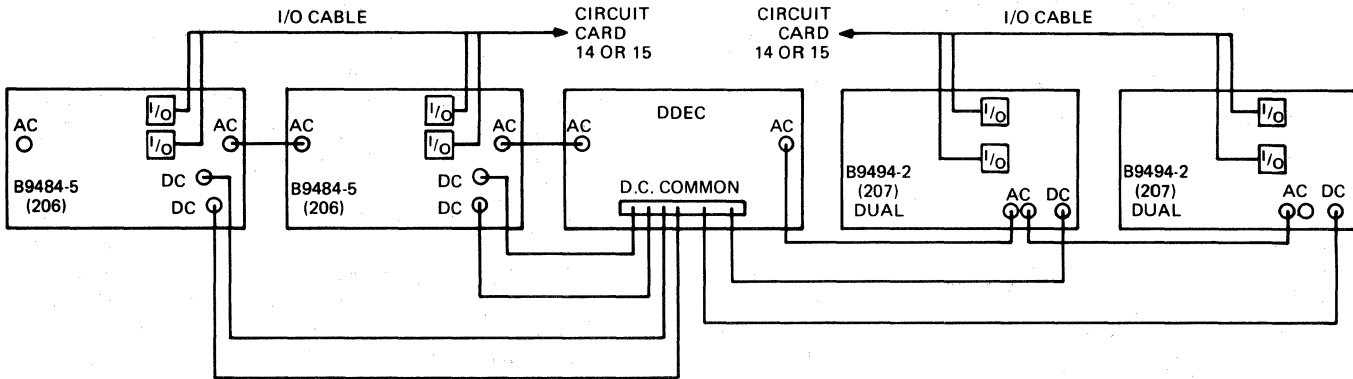 I/O CABLE
CIRCUIT
CARD
14 OR 15
CIRCUIT
CARD
14 OR 15
I/O CABLE
AC
I/O
I/O
AC
B9484-5
(206)
DC
DC
AC
I/O
I/O
AC
B9484-5
(206)
DC
DC
DDEC
AC
AC
D.C. COMMON
I/O
I/O
B9494-2
(207)
DUAL
AC
DC
I/O
I/O
B9494-2
(207)
DUAL
AC
DC